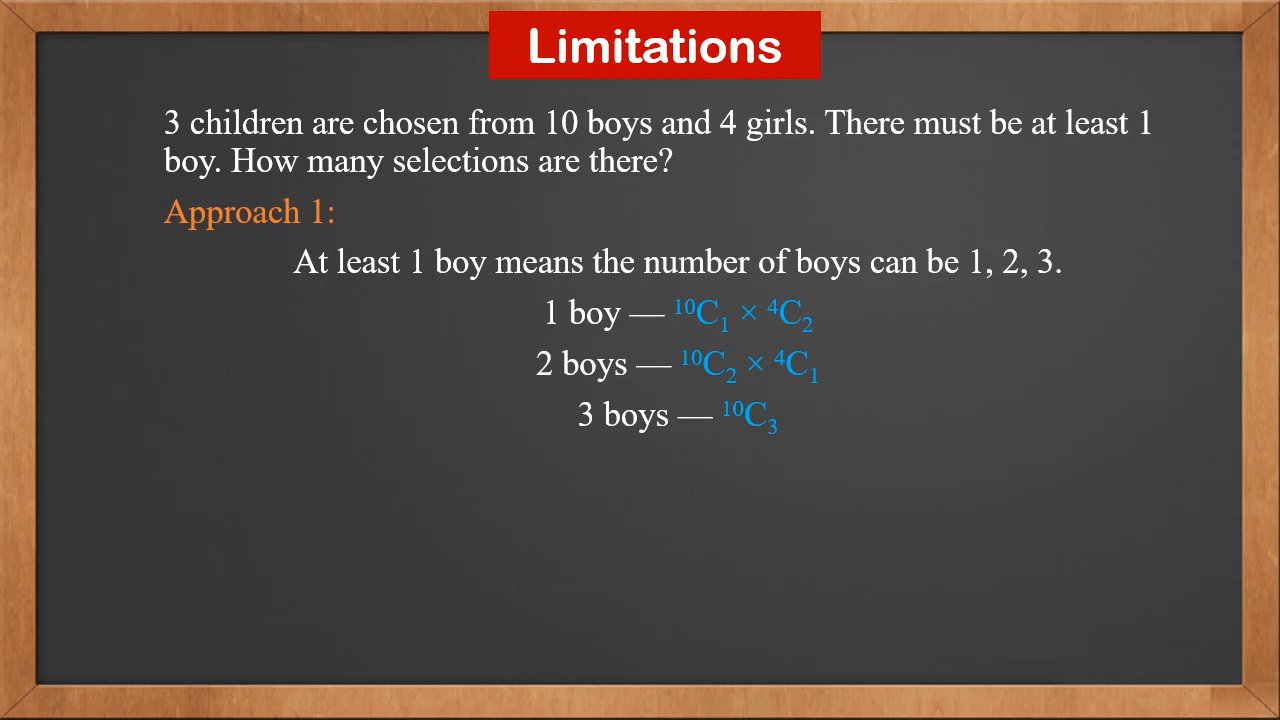 Limitations
3 children are chosen from 10 boys and 4 girls. There must be at least 1
boy. How many selections are there?
Approach 1:
At least 1 boy means the number of boys can be 1, 2, 3.
1 boy — ¹⁰C₁ × ⁴C₂
2 boys — ¹⁰C₂ × ⁴C₁
3 boys — ¹⁰C₃